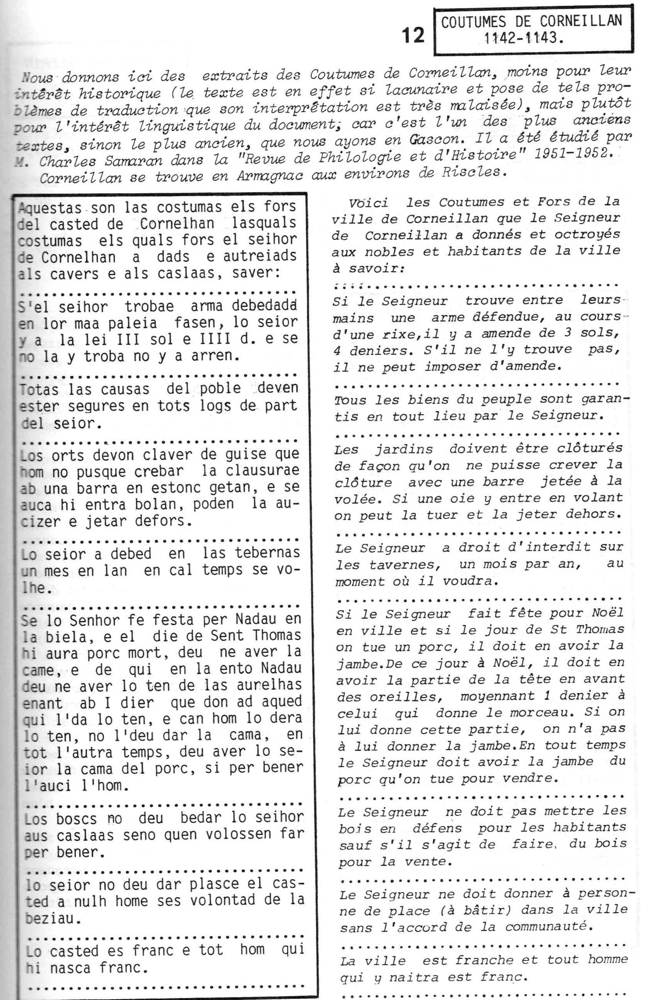 12
COUTUMES DE CORNEILLAN
1142-1143.
Nous donnons ici des extraits des Coutumes de Corneillan, moins pour leur
intérêt historique (le texte est en effet si lacunaire et pose de tels pro-
blèmes de traduction que son interprétation est très malaisée), mais plutôt
pour l'intérêt linguistique du document; car c'est l'un des plus anciens
textes, sinon le plus ancien, que nous ayons en Gascon. Il a été étudié par
M. Charles Samaran dans la "Revue de Philologie et d'Histoire" 1951-1952.
Corneillan se trouve en Armagnac aux environs de Riscles.
Aquestas son las costumas els fors
del casted de Cornelhan lasquals
costumas els quals fors el seihor
de Cornelhan a dads e autreiads
als cavers e als caslaas, saver:
..................................
S'el seihor trobae arma debedada
en lor maa paleia fasen, lo seior
y a la lei III sol e IIII d. e se
no la y troba no y a arren.
..................................
Totas las causas del poble deven
ester segures en tots logs de part
del seior.
..................................
Los orts devon claver de guise que
hom no pusque crebar la clausurae
ab una barra en estonc getan, e se
auca hi entra bolan, poden la au-
cizer e jetar defors.
..................................
Lo seior a debed en las tebernas
un mes en lan en cal temps se vo-
lhe.
..................................
Se lo Senhor fe festa per Nadau en
la biela, e el die de Sent Thomas
hi aura porc mort, deu ne aver la
came, e de qui en la ento Nadau
deu ne aver lo ten de las aurelhas
enant ab I dier que don ad aqued
qui l'da lo ten, e can hom lo dera
lo ten, no l'deu dar la cama, en
tot l'autra temps, deu aver lo se-
ior la cama del porc, si per bener
l'auci l'hom.
..................................
Los boscs no deu bedar lo seihor
aus caslaas seno quen volossen far
per bener.
..................................
lo seior no deu dar plasce el cas-
ted a nulh home ses volontad de la
beziau.
..................................
Lo casted es franc e tot hom qui
hi nasca franc.
..................................
Voici les Coutumes et Fors de la
ville de Corneillan que le Seigneur
de Corneillan a donnés et octroyés
aux nobles et habitants de la ville
à savoir:
..................................
Si le Seigneur trouve entre leurs
mains une arme défendue, au cours
d'une rixe,il y a amende de 3 sols,
4 deniers. S'il ne l'y trouve pas,
il ne peut imposer d'amende.
..................................
Tous les biens du peuple sont garan-
tis en tout lieu par le Seigneur.
..................................
Les jardins doivent être clôturés
de façon qu'on ne puisse crever la
clôture avec une barre jetée à la
volée. Si une oie y entre en volant
on peut la tuer et la jeter dehors.
..................................
Le Seigneur a droit d'interdit sur
les tavernes, un mois par an, au
moment où il voudra.
..................................
Si le Seigneur fait fête pour Noël
en ville et si le jour de St Thomas
on tue un porc, il doit en avoir la
jambe.De ce jour à Noël, il doit en
avoir la partie de la tête en avant
des oreilles, moyennant 1 denier à
celui qui donne le morceau. Si on
lui donne cette partie, on n'a pas
à lui donner la jambe.En tout temps
le Seigneur doit avoir la jambe du
porc qu'on tue pour vendre.
..................................
Le Seigneur ne doit pas mettre les
bois en défens pour les habitants
sauf s'il s'agit de faire du bois
pour la vente.
..................................
Le Seigneur ne doit donner à person-
ne de place (à bâtir) dans la ville
sans l'accord de la communauté.
..................................
La ville est franche et tout homme
qui y naitra est franc.
..................................